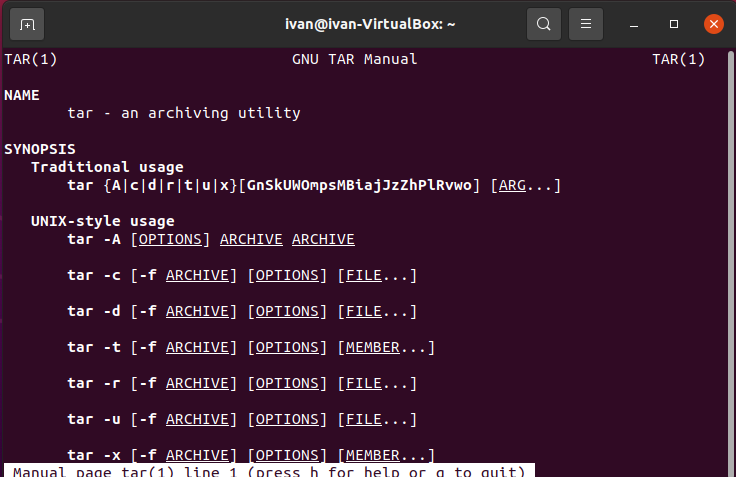 ivan@ivan-VirtualBox: ~
TAR(1) GNU TAR Manual TAR(1)
NAME
tar - an archiving utility
SYNOPSIS
Traditional usage
tar {A|c|d|r|t|u|x}[GnSkUWOmpsMBiajJzZhPlRvwo] [ARG...]
UNIX-style usage
tar -A [OPTIONS] ARCHIVE ARCHIVE
tar -c [-f ARCHIVE] [OPTIONS] [FILE...]
tar -d [-f ARCHIVE] [OPTIONS] [FILE...]
tar -t [-f ARCHIVE] [OPTIONS] [MEMBER...]
tar -r [-f ARCHIVE] [OPTIONS] [FILE...]
tar -u [-f ARCHIVE] [OPTIONS] [FILE...]
tar -x [-f ARCHIVE] [OPTIONS] [MEMBER...]
Manual page tar(1) line 1 (press h for help or q to quit)